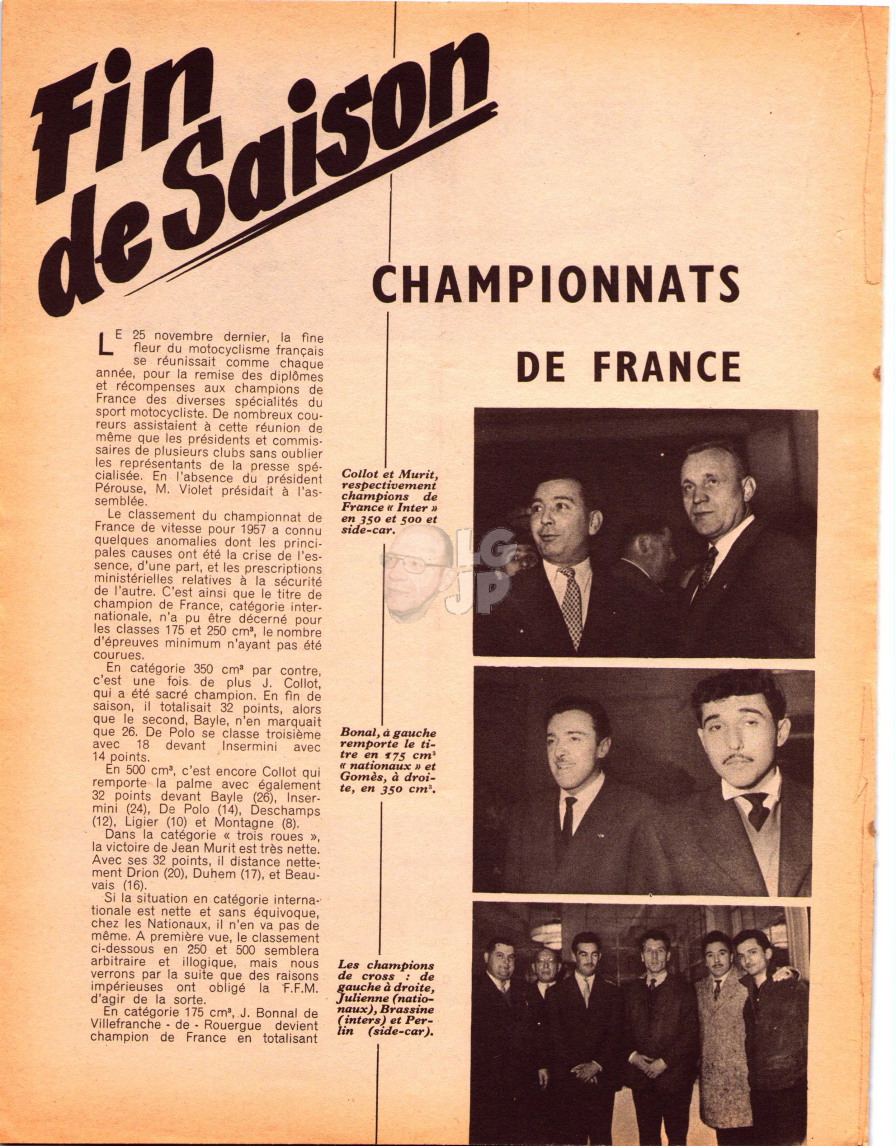 Fin
de Saison
CHAMPIONNATS
DE FRANCE
LE 25 novembre dernier, la fine
fleur du motocyclisme français
se réunissait comme chaque
année, pour la remise des diplômes
et récompenses aux champions de
France des diverses spécialités du
sport motocycliste. De nombreux cou-
reurs assistaient à cette réunion de
même que les présidents et commis-
saires de plusieurs clubs sans oublier
les représentants de la presse spé-
cialisée. En l'absence du président
Pérouse, M. Violet présidait à l'as-
semblée.
Le classement du championnat de
France de vitesse pour 1957 a connu
quelques anomalies dont les princi-
pales causes ont été la crise de l'es-
sence, d'une part, et les prescriptions
ministérielles relatives à la sécurité
de l'autre. C'est ainsi que le titre de
champion de France, catégorie inter-
nationale, n'a pu être décerné pour
les classes 175 et 250 cm³, le nombre
d'épreuves minimum n'ayant pas été
courues.
En catégorie 350 cm³ par contre,
c'est une fois de plus J. Collot,
qui a été sacré champion. En fin de
saison, il totalisait 32 points, alors
que le second, Bayle, n'en marquait
que 26. De Polo se classe troisième
avec 18 devant Insermini avec
14 points.
En 500 cm³, c'est encore Collot qui
remporte la palme avec également
32 points devant Bayle (26), Inser-
mini (24), De Polo (14), Deschamps
(12), Ligier (10) et Montagne (8).
Dans la catégorie « trois roues »,
la victoire de Jean Murit est très nette.
Avec ses 32 points, il distance nette-
ment Drion (20), Duhem (17), et Beau-
vais (16).
Si la situation en catégorie interna-
tionale est nette et sans équivoque,
chez les Nationaux, il n'en va pas de
même. A première vue, le classement
ci-dessous en 250 et 500 semblera
arbitraire et illogique, mais nous
verrons par la suite que des raisons
impérieuses ont obligé la F.F.M.
d'agir de la sorte.
En catégorie 175 cm³, J. Bonnal de
Villefranche - de - Rouergue devient
champion de France en totalisant
Collot et Murit,
respectivement
champions de
France « Inter »
en 350 et 500 et
side-car.
LG
JP
Bonal, à gauche
remporte le ti-
tre en 175 cm³
« nationaux » et
Gomès, à droi-
te, en 350 cm³.
Les champions
de cross : de
gauche à droite,
Julienne (natio-
naux), Brassine
(inters) et Per-
lin (side-car).